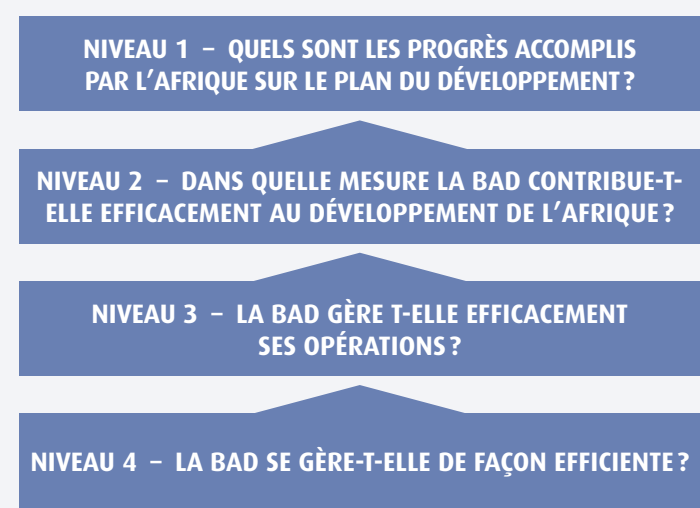 NIVEAU 1 – QUELS SONT LES PROGRÈS ACCOMPLIS
PAR L’AFRIQUE SUR LE PLAN DU DÉVELOPPEMENT ?
NIVEAU 2 – DANS QUELLE MESURE LA BAD CONTRIBUE-T-
ELLE EFFICACEMENT AU DÉVELOPPEMENT DE L’AFRIQUE ?
NIVEAU 3 – LA BAD GÈRE T-ELLE EFFICACEMENT
SES OPÉRATIONS ?
NIVEAU 4 – LA BAD SE GÈRE-T-ELLE DE FAÇON EFFICIENTE ?